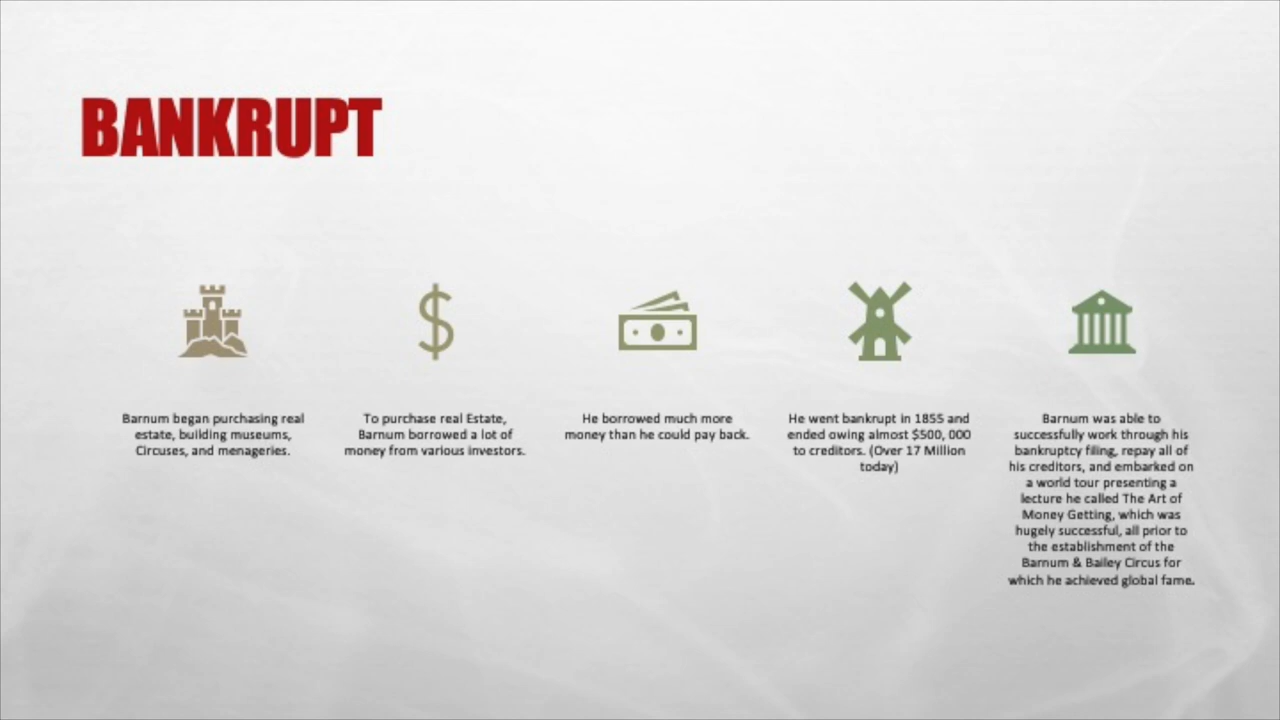 BANKRUPT
Barnum began purchasing real
estate, building museums,
Circuses, and menageries.
To purchase real Estate,
Barnum borrowed a lot of
money from various investors.
He borrowed much more
money than he could pay back.
He went bankrupt in 1855 and
ended owing almost $500, 000
to creditors. (Over 17 Million
today)
Barnum was able to
successfully work through his
bankruptcy filing, repay all of
his creditors, and embarked on
a world tour presenting a
lecture he called The Art of
Money Getting, which was
hugely successful, all prior to
the establishment of the
Barnum & Bailey Circus for
which he achieved global fame.